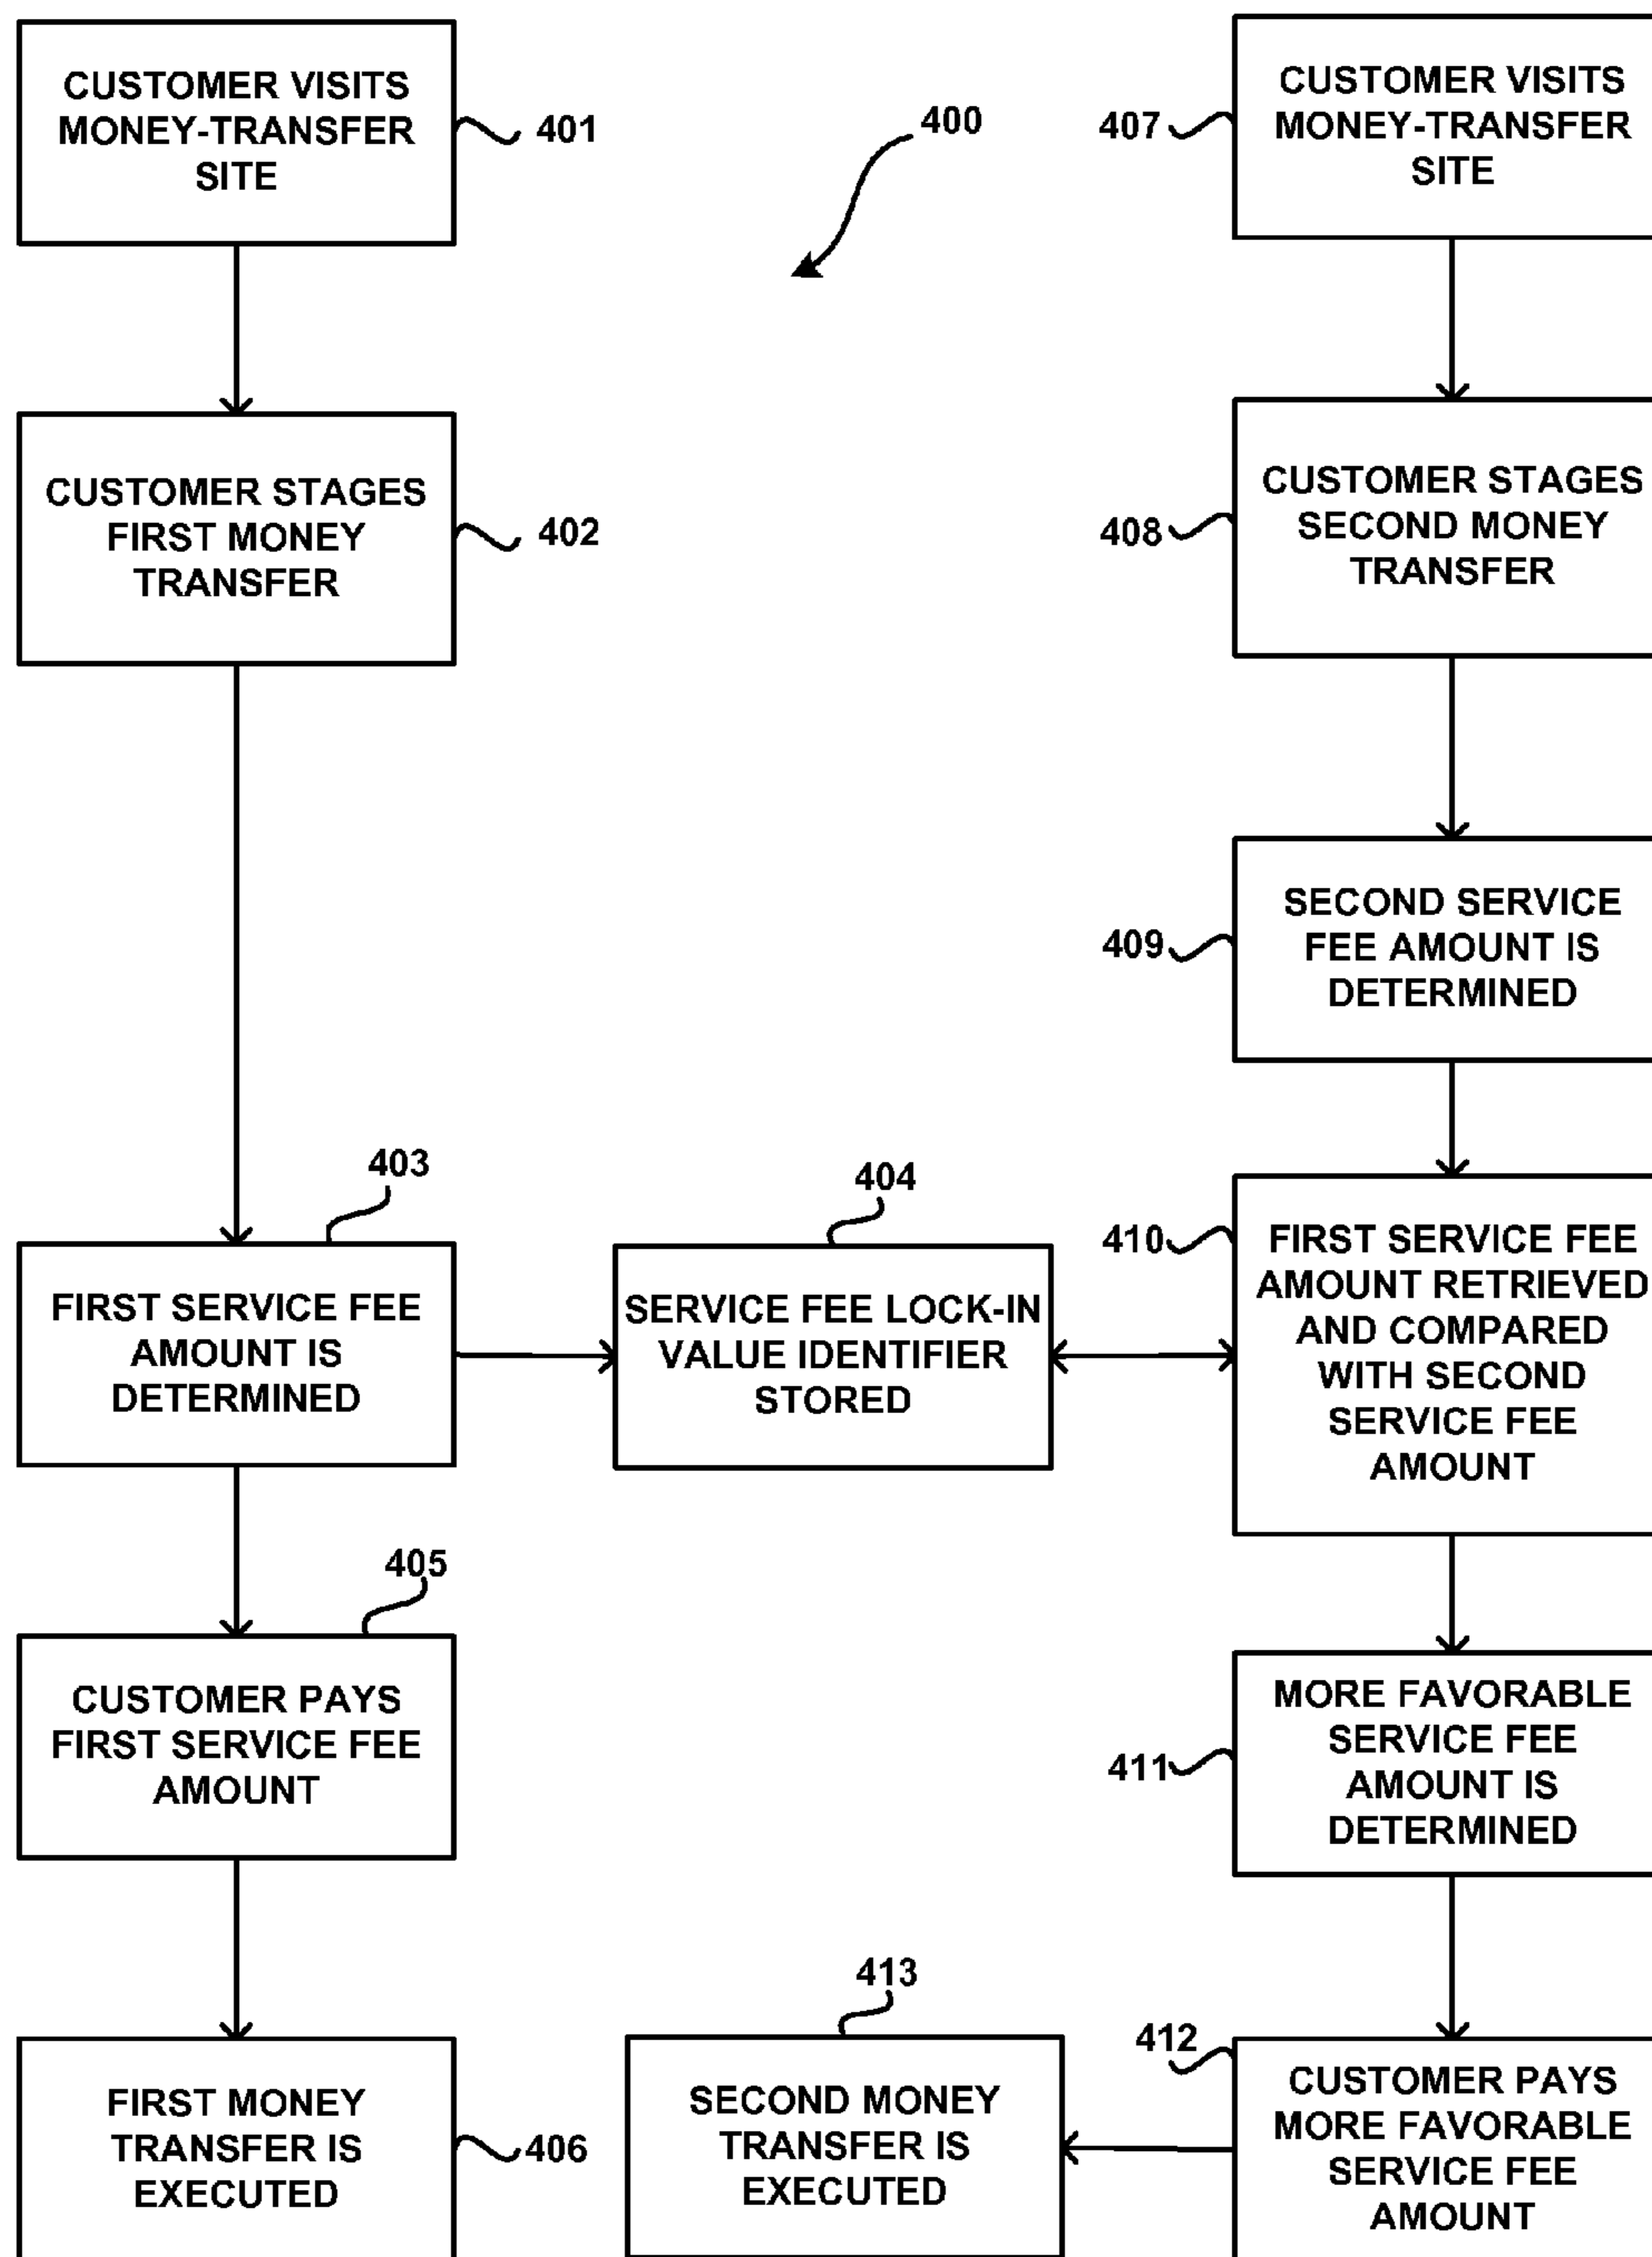 CUSTOMER VISITS
MONEY-TRANSFER
SITE
401
CUSTOMER STAGES
FIRST MONEY
TRANSFER
402
403
FIRST SERVICE FEE
AMOUNT IS
DETERMINED
404
SERVICE FEE LOCK-IN
VALUE IDENTIFIER
STORED
405
CUSTOMER PAYS
FIRST SERVICE FEE
AMOUNT
FIRST MONEY
TRANSFER IS
EXECUTED
406
400
407
CUSTOMER VISITS
MONEY-TRANSFER
SITE
408
CUSTOMER STAGES
SECOND MONEY
TRANSFER
409
SECOND SERVICE
FEE AMOUNT IS
DETERMINED
410
FIRST SERVICE FEE
AMOUNT RETRIEVED
AND COMPARED
WITH SECOND
SERVICE FEE
AMOUNT
411
MORE FAVORABLE
SERVICE FEE
AMOUNT IS
DETERMINED
412
CUSTOMER PAYS
MORE FAVORABLE
SERVICE FEE
AMOUNT
413
SECOND MONEY
TRANSFER IS
EXECUTED